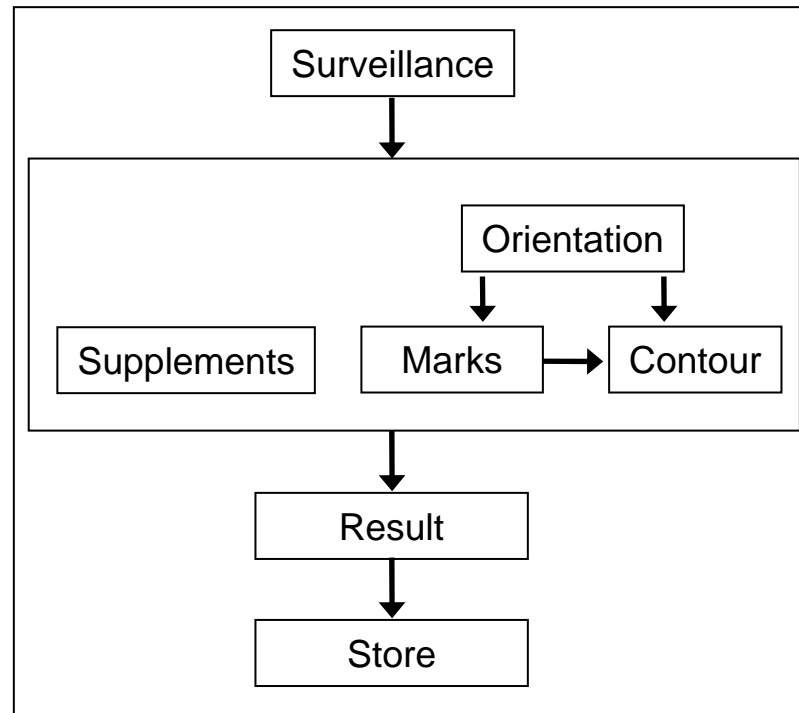 Surveillance
Orientation
Supplements
Marks
Contour
Result
Store